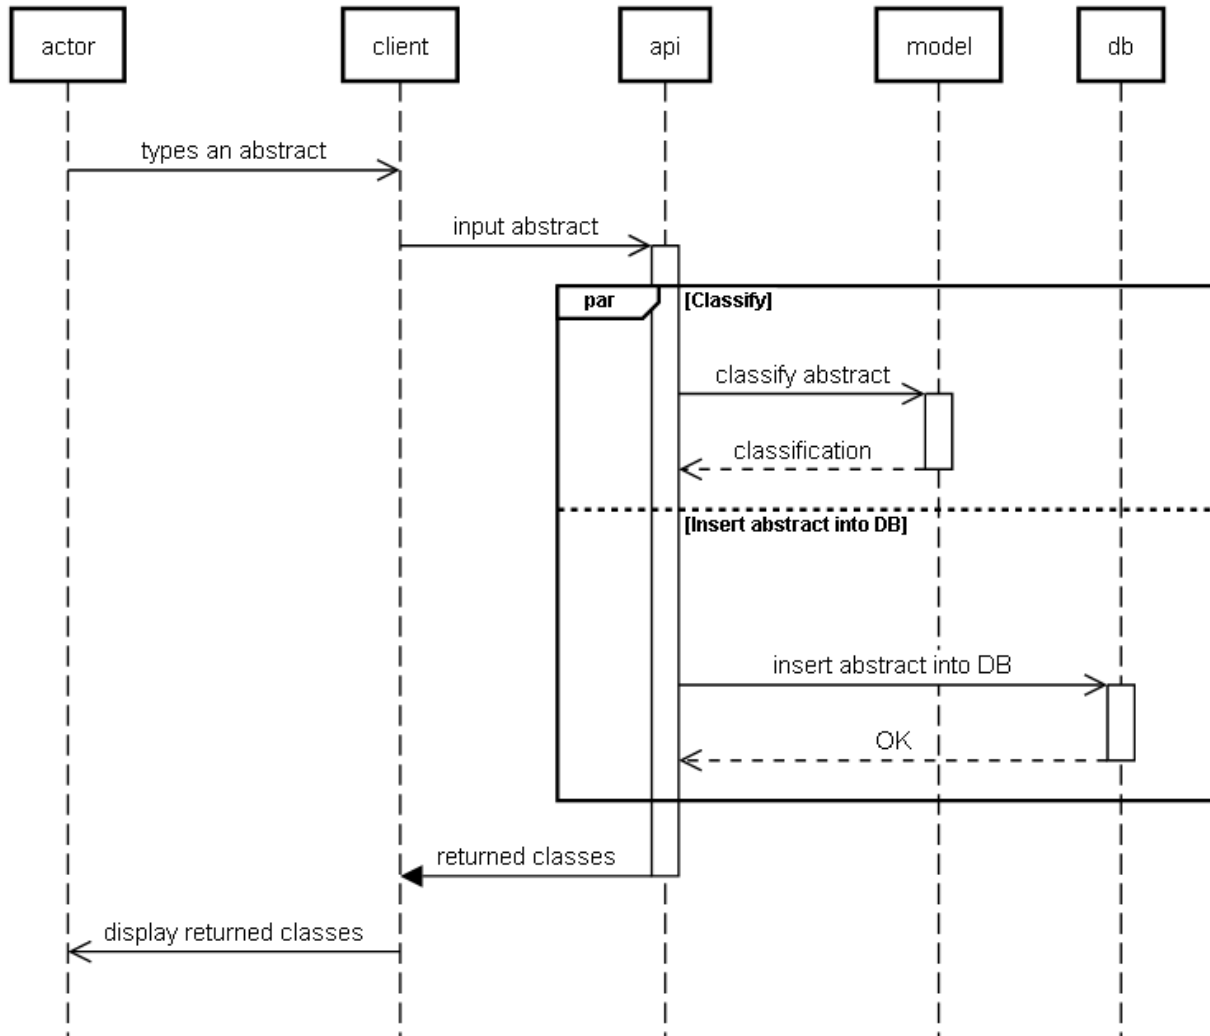 actor
client
api
model
db
types an abstract
input abstract
par
[Classify]
classify abstract
classification
[Insert abstract into DB]
insert abstract into DB
OK
returned classes
display returned classes